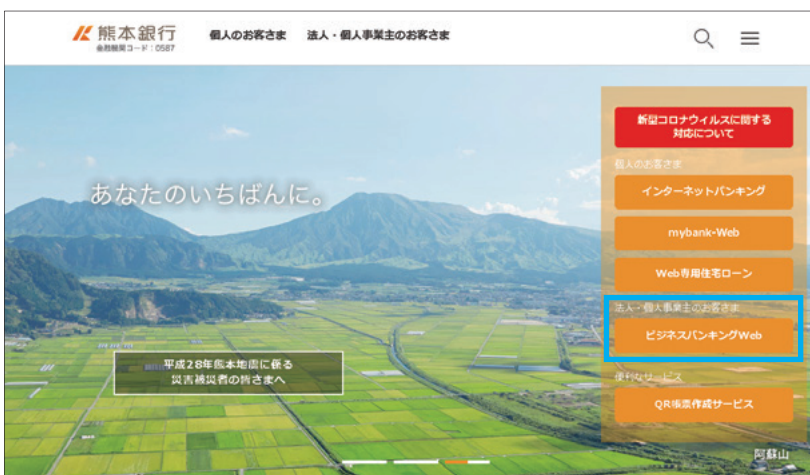 熊本銀行
金融機関コード:0587
個人のお客さま 法人・個人事業主のお客さま
あなたのいちばんに。
平成28年熊本地震に係る
災害被災者の皆さまへ
新型コロナウィルスに関する
対応について
個人のお客さま
インターネットバンキング
mybank-Web
Web専用住宅ローン
法人・個人事業主のお客さま
ビジネスバンキングWeb
便利なサービス
QR帳票作成サービス
阿蘇山